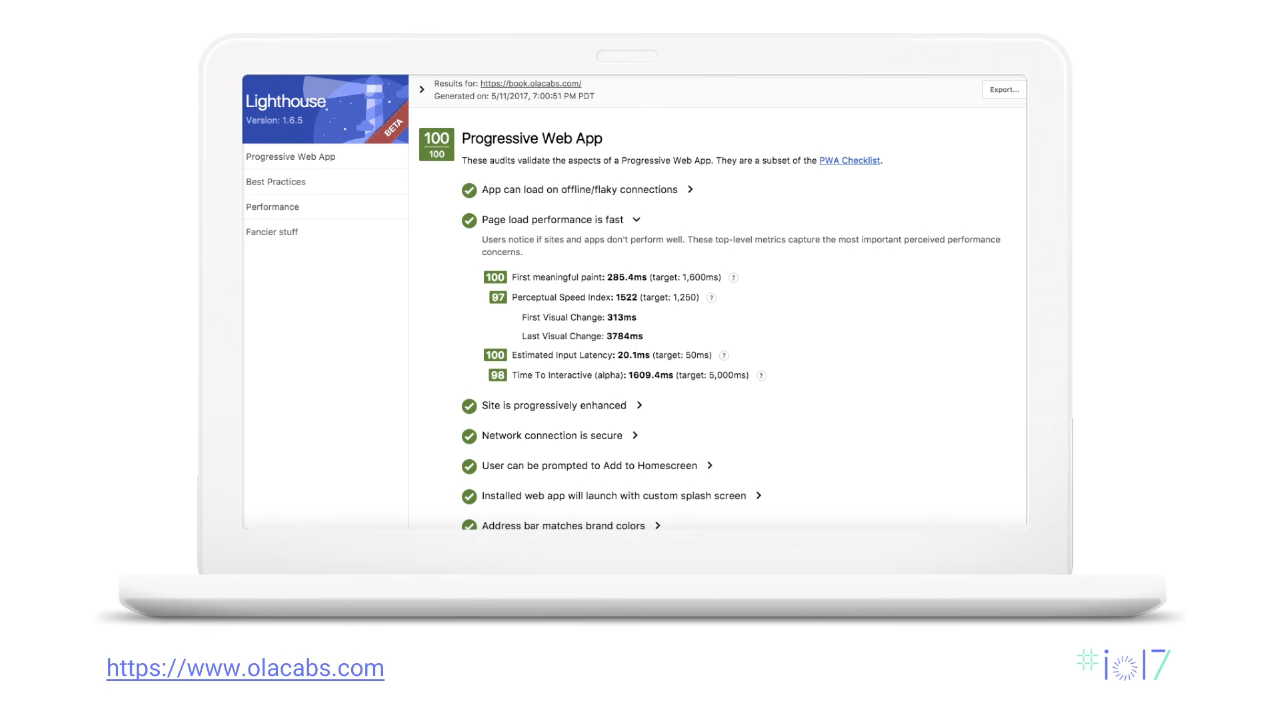 Lighthouse
Version: 1.6.5
BETA
Progressive Web App
Best Practices
Performance
Fancier stuff
Results for: https://book.olacabs.com/
Generated on: 5/11/2017, 7:00:51 PM PDT
Export...
100
100
Progressive Web App
These audits validate the aspects of a Progressive Web App. They are a subset of the PWA Checklist.
App can load on offline/flaky connections
Page load performance is fast
Users notice if sites and apps don't perform well. These top-level metrics capture the most important perceived performance
concerns.
100 First meaningful paint: 285.4ms (target: 1,600ms) ?
97 Perceptual Speed Index: 1522 (target: 1,250) ?
First Visual Change: 313ms
Last Visual Change: 3784ms
100 Estimated Input Latency: 20.1ms (target: 50ms) ?
98 Time To Interactive (alpha): 1609.4ms (target: 5,000ms) ?
Site is progressively enhanced
Network connection is secure
User can be prompted to Add to Homescreen
Installed web app will launch with custom splash screen
Address bar matches brand colors
https://www.olacabs.com
#io17